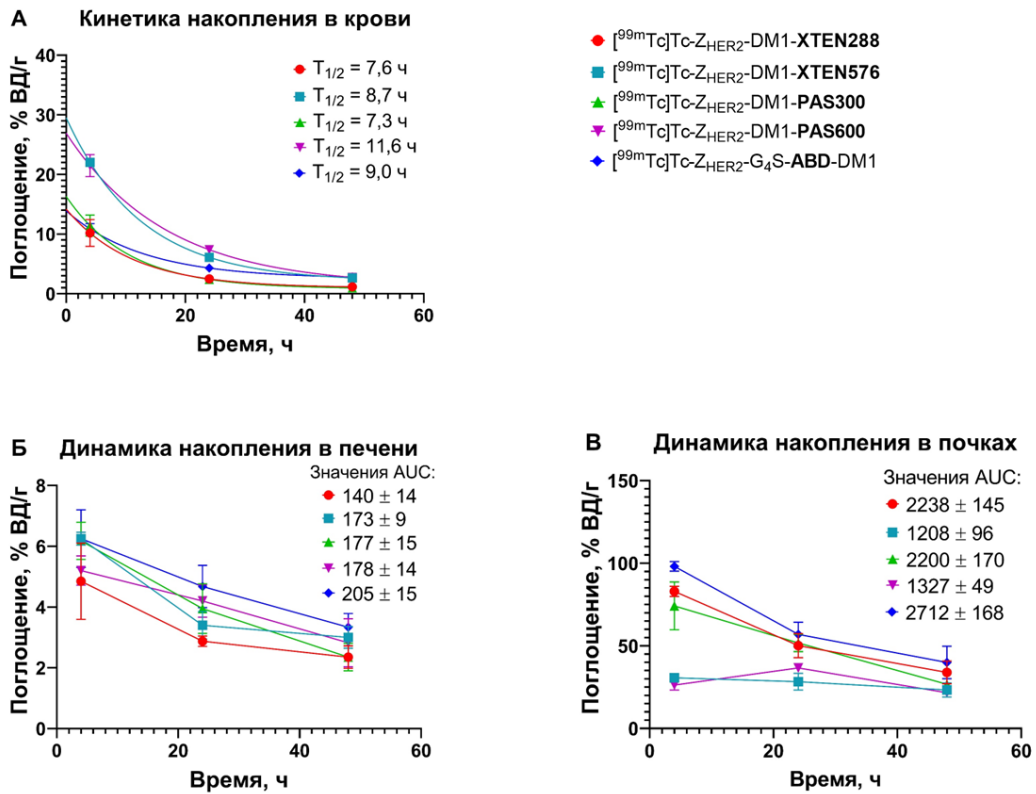 А Кинетика накопления в крови
Поглощение, % ВД/г
40
30
20
10
0
0 20 40 60
Время, ч
T1/2 = 7,6 ч
T1/2 = 8,7 ч
T1/2 = 7,3 ч
T1/2 = 11,6 ч
T1/2 = 9,0 ч
[99mTc]Tc-ZHER2-DM1-XTEN288
[99mTc]Tc-ZHER2-DM1-XTEN576
[99mTc]Tc-ZHER2-DM1-PAS300
[99mTc]Tc-ZHER2-DM1-PAS600
[99mTc]Tc-ZHER2-G4S-ABD-DM1
Б Динамика накопления в печени
Значения AUC:
140 ± 14
173 ± 9
177 ± 15
178 ± 14
205 ± 15
Поглощение, % ВД/г
8
6
4
2
0
0 20 40 60
Время, ч
В Динамика накопления в почках
Значения AUC:
2238 ± 145
1208 ± 96
2200 ± 170
1327 ± 49
2712 ± 168
Поглощение, % ВД/г
150
100
50
0
0 20 40 60
Время, ч